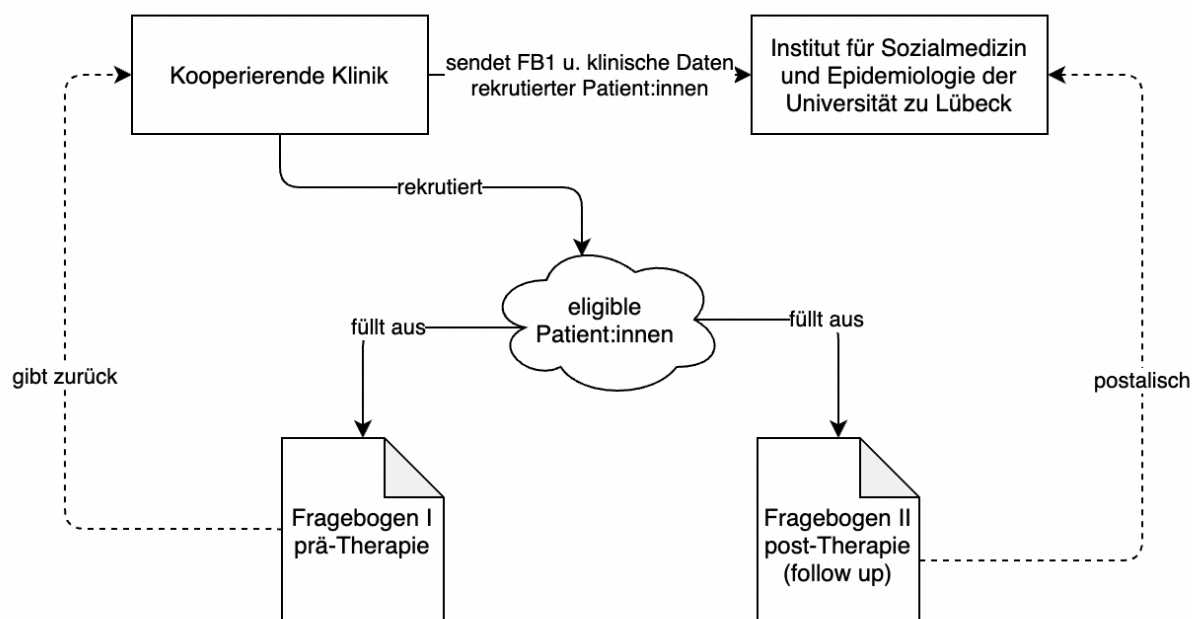 Kooperierende Klinik
sendet FB1 u. klinische Daten
rekrutierter Patient:innen
Institut für Sozialmedizin
und Epidemiologie der
Universität zu Lübeck
rekrutiert
eligible
Patient:innen
füllt aus
füllt aus
gibt zurück
postalisch
Fragebogen I
prä-Therapie
Fragebogen II
post-Therapie
(follow up)